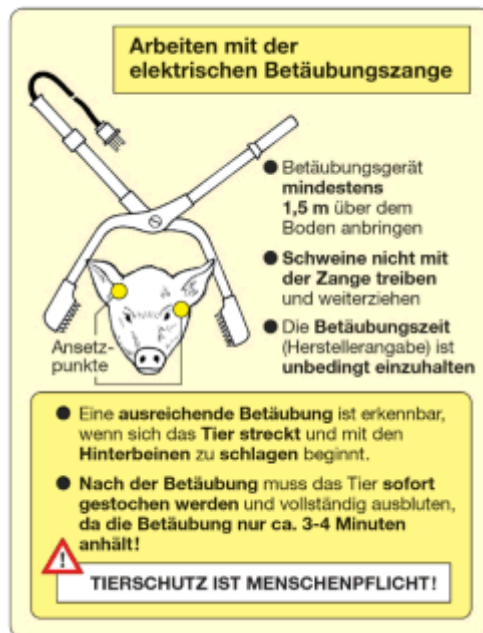 Arbeiten mit der
elektrischen Betäubungszange
● Betäubungsgerät
mindestens
1,5 m über dem
Boden anbringen
● Schweine nicht mit
der Zange treiben
und weiterziehen
● Die Betäubungszeit
(Herstellerangabe) ist
unbedingt einzuhalten
Ansetz-
punkte
● Eine ausreichende Betäubung ist erkennbar,
wenn sich das Tier streckt und mit den
Hinterbeinen zu schlagen beginnt.
● Nach der Betäubung muss das Tier sofort
gestochen werden und vollständig ausbluten,
da die Betäubung nur ca. 3-4 Minuten
anhält!
! TIERSCHUTZ IST MENSCHENPFLICHT!